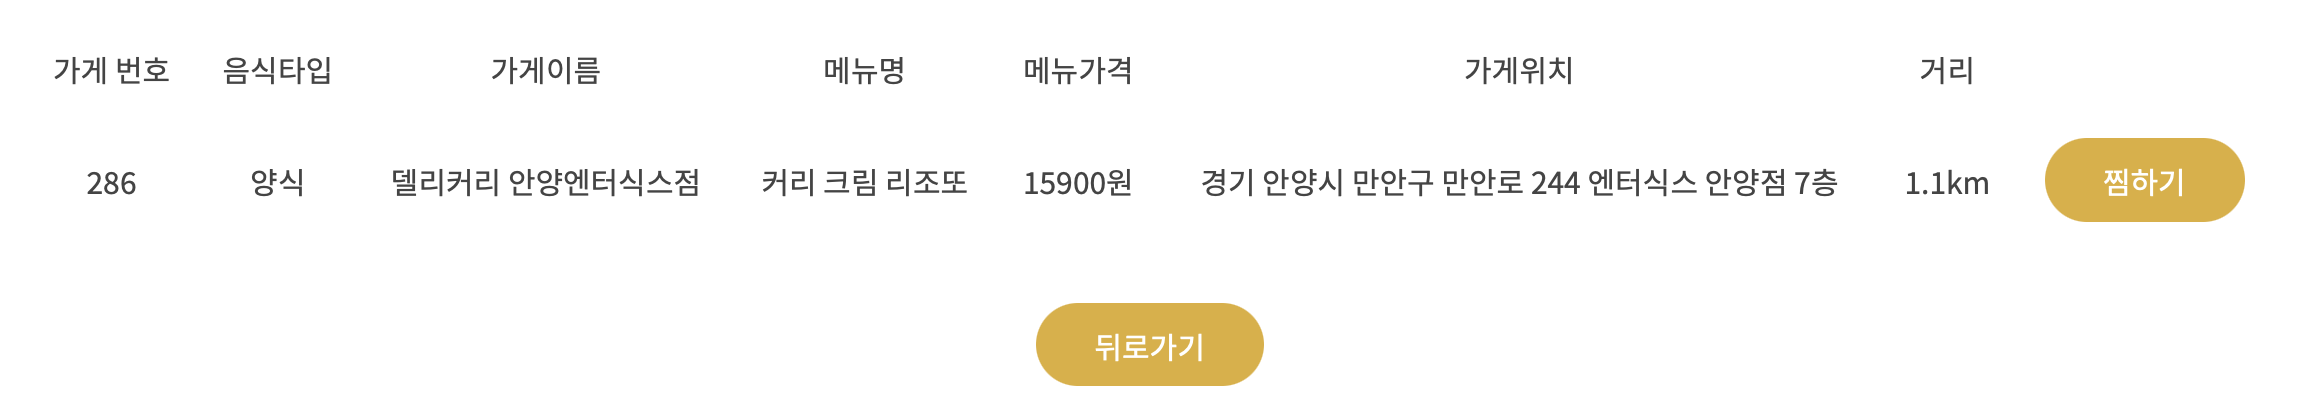 가게 번호 음식타입 가게이름 메뉴명 메뉴가격 가게위치 거리
286 양식 델리커리 안양엔터식스점 커리 크림 리조또 15900원 경기 안양시 만안구 만안로 244 엔터식스 안양점 7층 1.1km 찜하기
뒤로가기